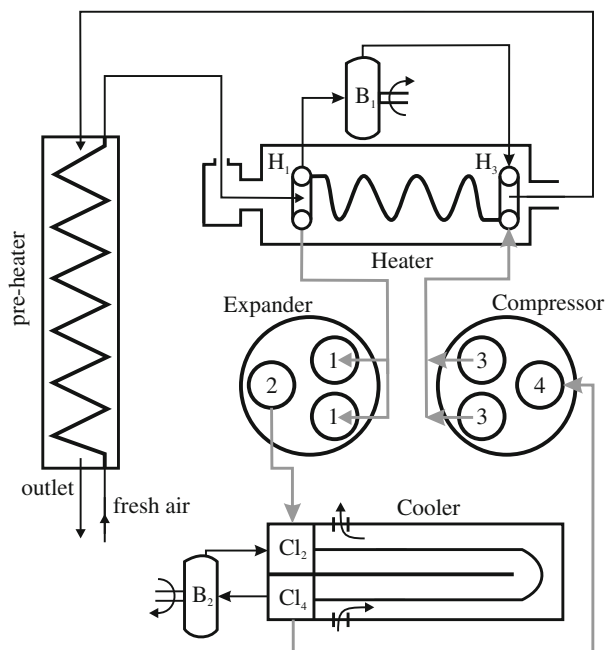 B₁
H₁
H₃
Heater
pre-heater
Expander
Compressor
1
2
1
3
4
3
outlet
fresh air
Cooler
Cl₂
B₂
Cl₄